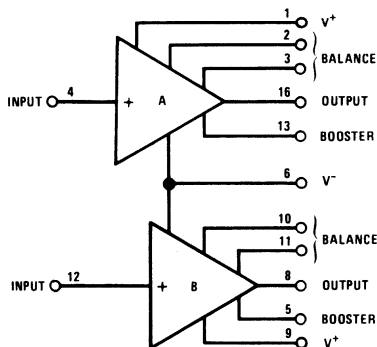 1 V+
2
BALANCE
3
INPUT 4 + A 16 OUTPUT
13 BOOSTER
6 V-
10
BALANCE
11
INPUT 12 + B 8 OUTPUT
5 BOOSTER
9 V+